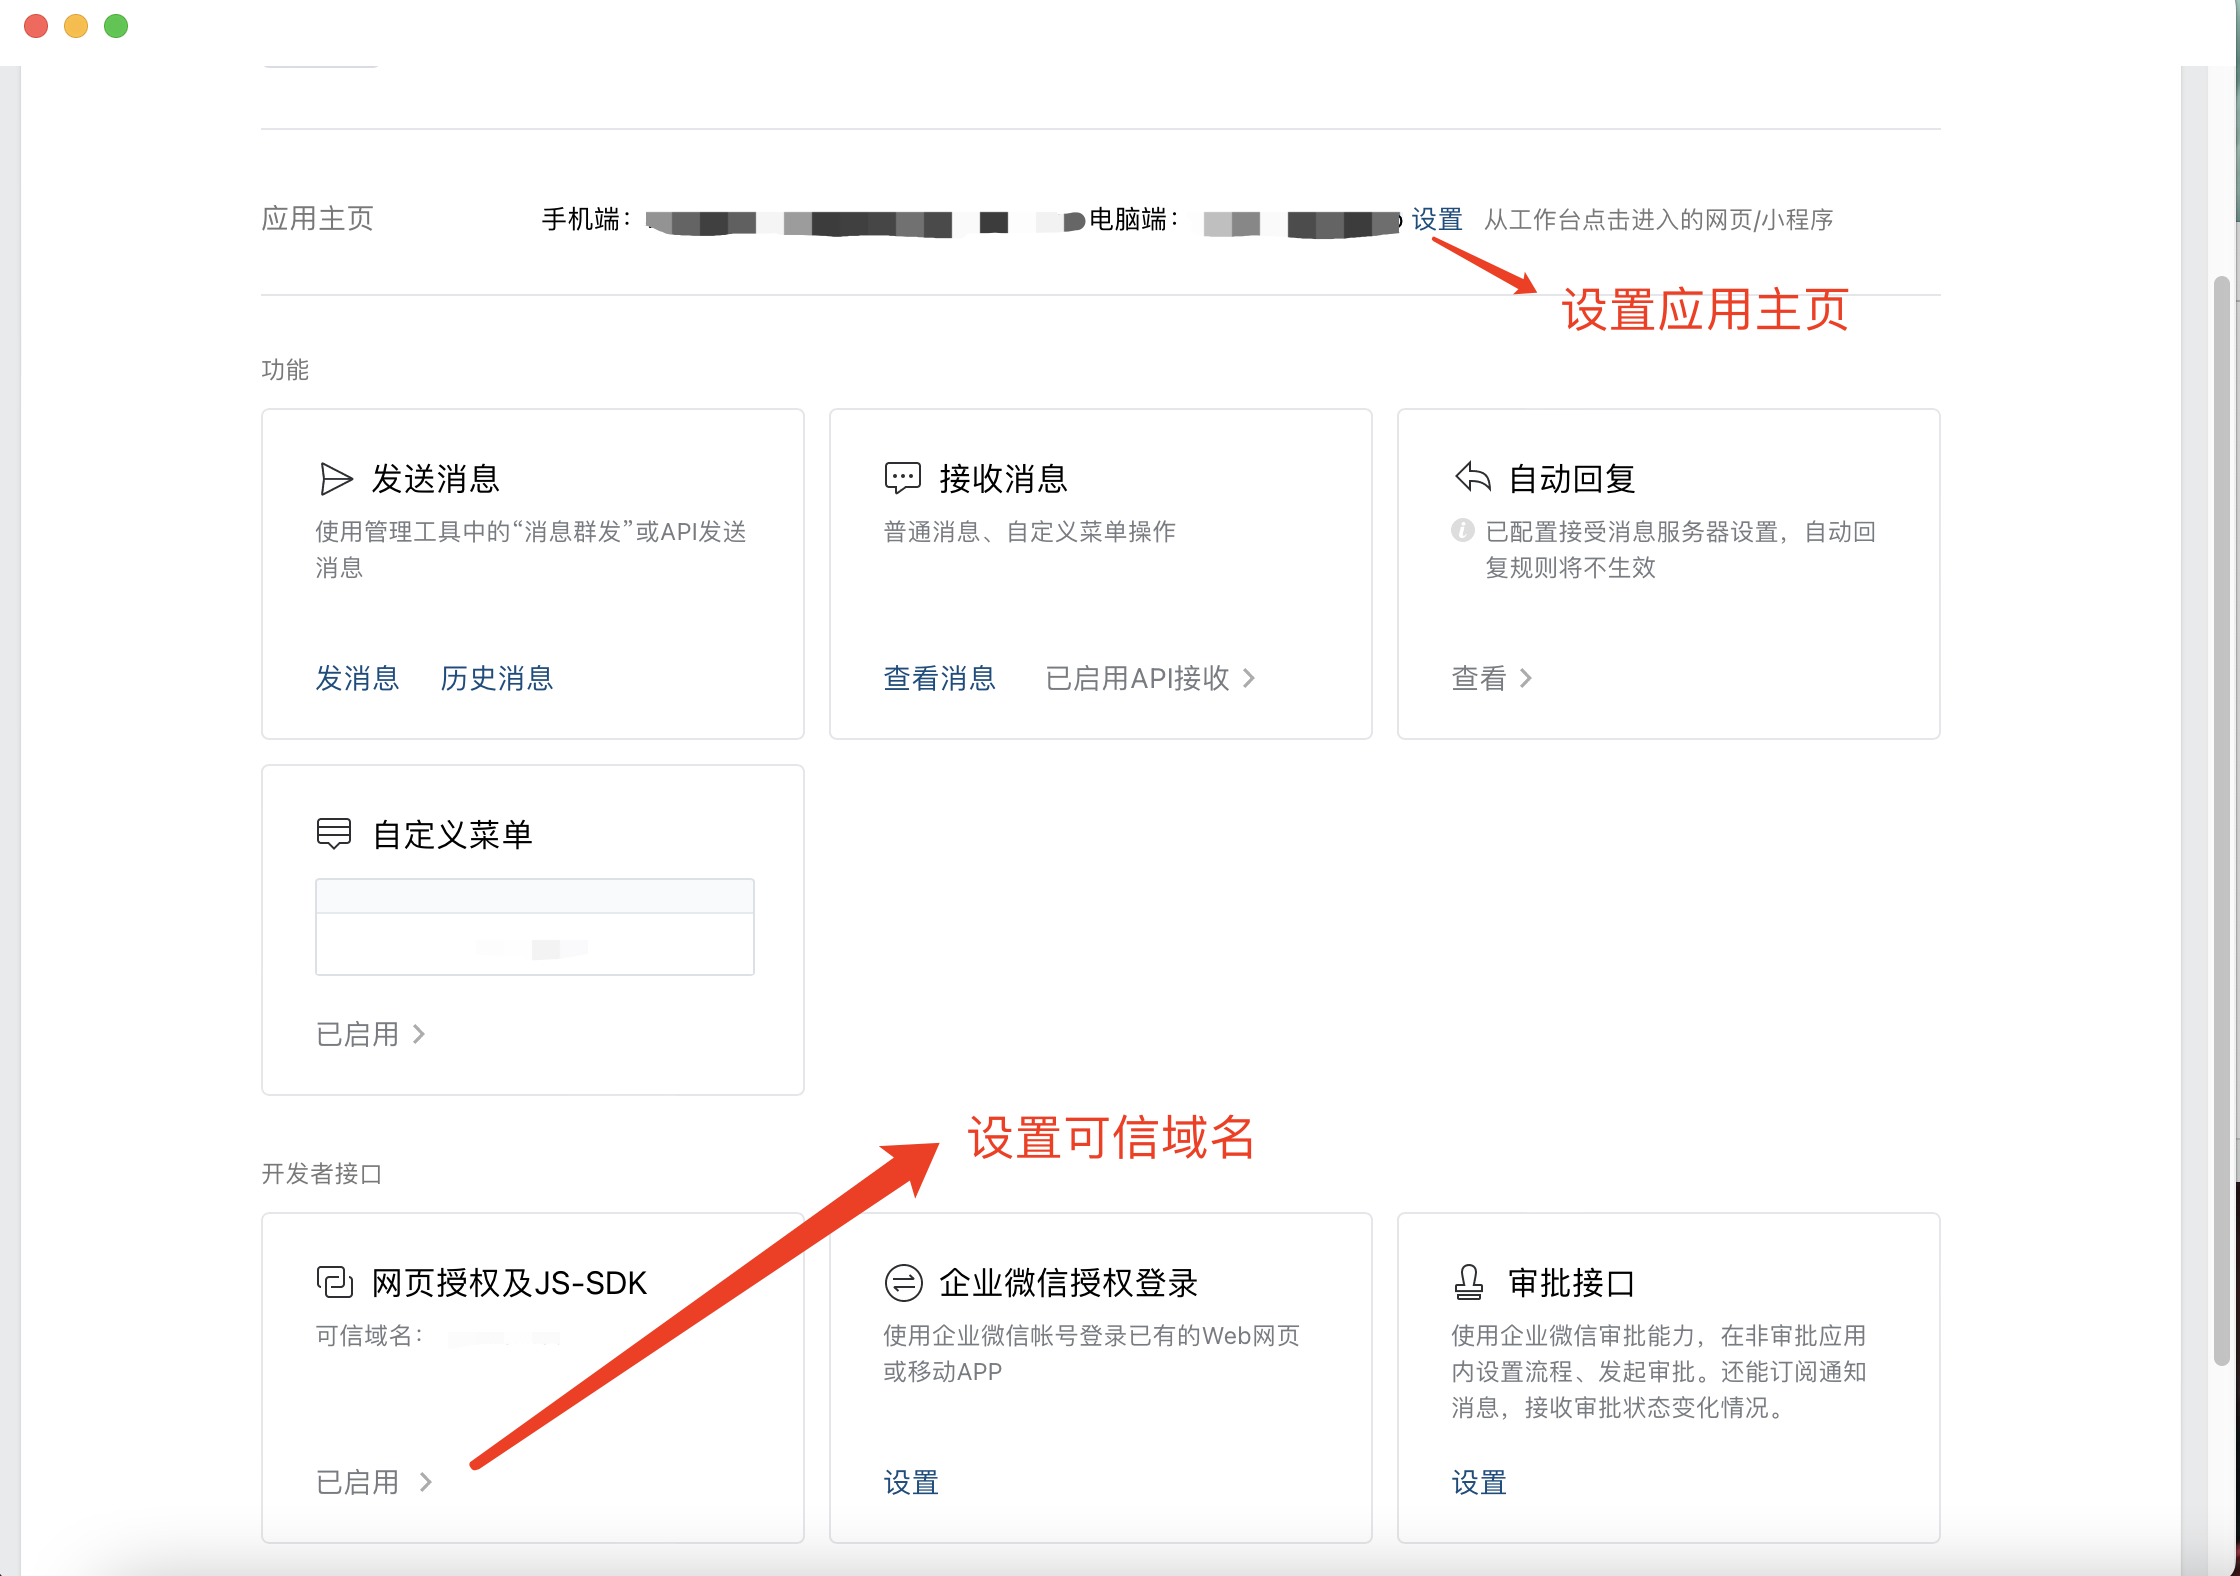 应用主页
手机端：
电脑端：
设置 从工作台点击进入的网页/小程序
设置应用主页
功能
发送消息
使用管理工具中的“消息群发”或API发送
消息
发消息 历史消息
接收消息
普通消息、自定义菜单操作
查看消息 已启用API接收
自动回复
已配置接受消息服务器设置，自动回
复规则将不生效
查看
自定义菜单
已启用
设置可信域名
开发者接口
网页授权及JS-SDK
可信域名：
已启用
企业微信授权登录
使用企业微信帐号登录已有的Web网页
或移动APP
设置
审批接口
使用企业微信审批能力，在非审批应用
内设置流程、发起审批。还能订阅通知
消息，接收审批状态变化情况。
设置